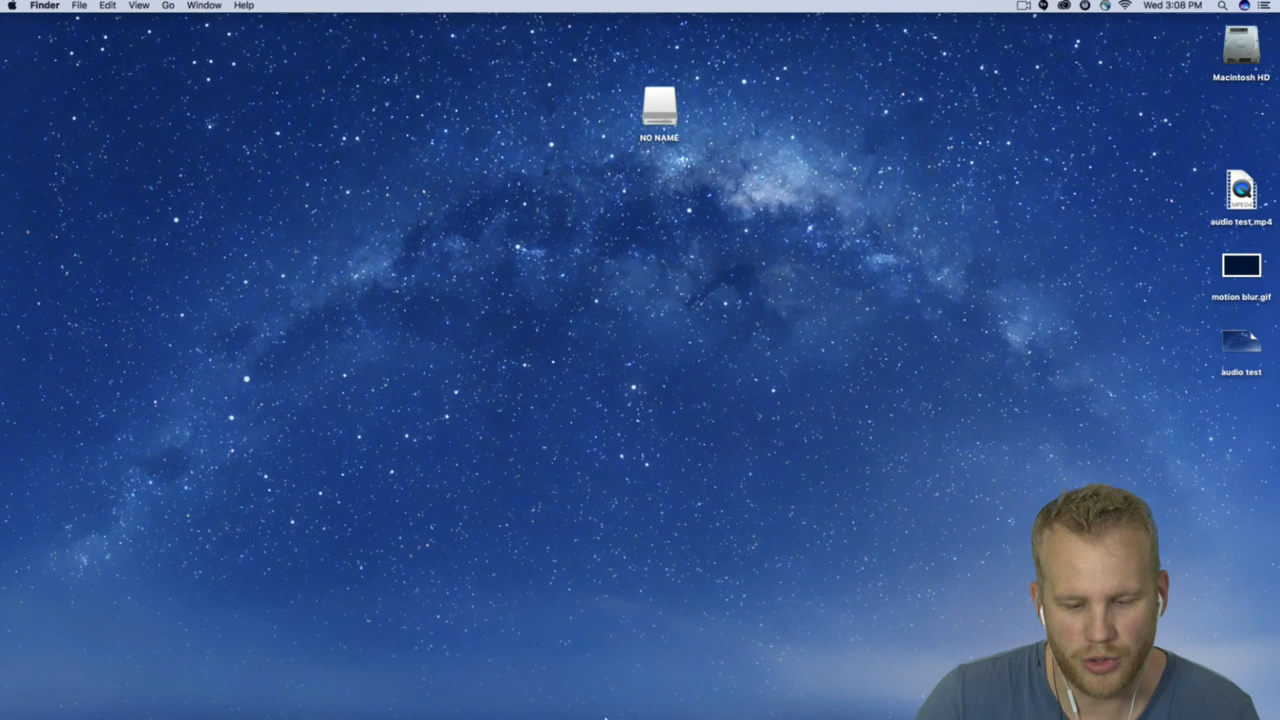 Finder File Edit View Go Window Help Wed 3:08 PM
Macintosh HD
NO NAME
MPEG4
audio test.mp4
motion blur.gif
audio test